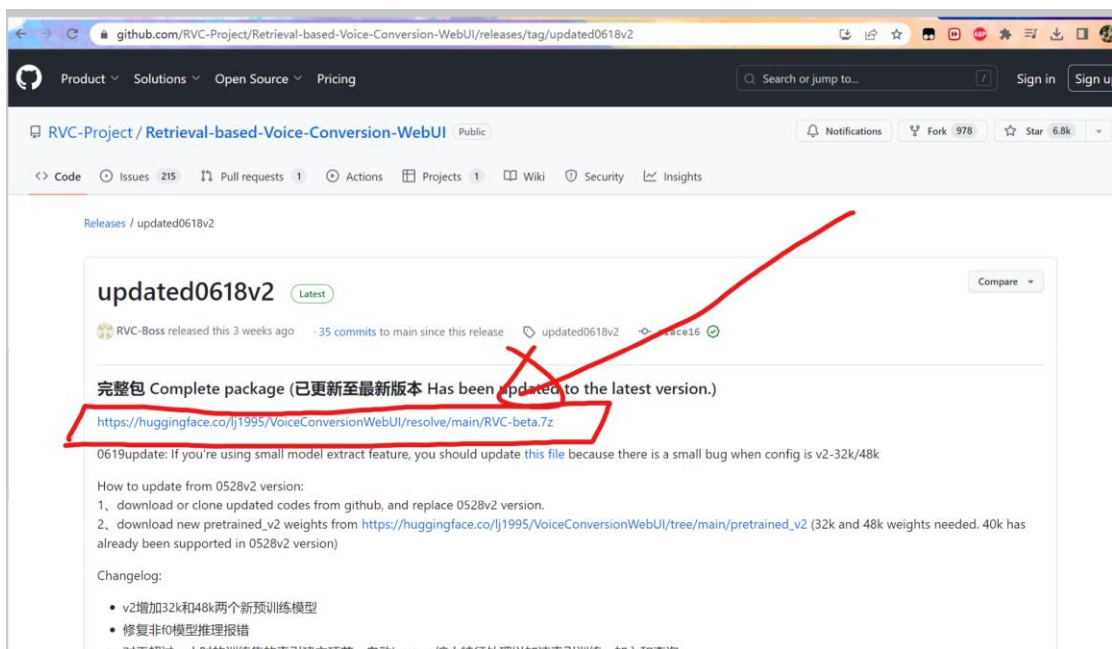 github.com/RVC-Project/Retrieval-based-Voice-Conversion-WebUI/releases/tag/updated0618v2
Product Solutions Open Source Pricing Search or jump to... / Sign in Sign u
RVC-Project / Retrieval-based-Voice-Conversion-WebUI Public Notifications Fork 978 Star 6.8k
Code Issues 215 Pull requests 1 Actions Projects 1 Wiki Security Insights
Releases / updated0618v2
updated0618v2 Latest Compare
RVC-Boss released this 3 weeks ago · 35 commits to main since this release updated0618v2
完整包 Complete package (已更新至最新版本 Has been updated to the latest version.)
https://huggingface.co/lj1995/VoiceConversionWebUI/resolve/main/RVC-beta.7z
0619update: If you're using small model extract feature, you should update this file because there is a small bug when config is v2-32k/48k
How to update from 0528v2 version:
1、download or clone updated codes from github, and replace 0528v2 version.
2、download new pretrained_v2 weights from https://huggingface.co/lj1995/VoiceConversionWebUI/tree/main/pretrained_v2 (32k and 48k weights needed. 40k has
already been supported in 0528v2 version)
Changelog:
• v2增加32k和48k两个新预训练模型
• 修复非f0模型推理报错